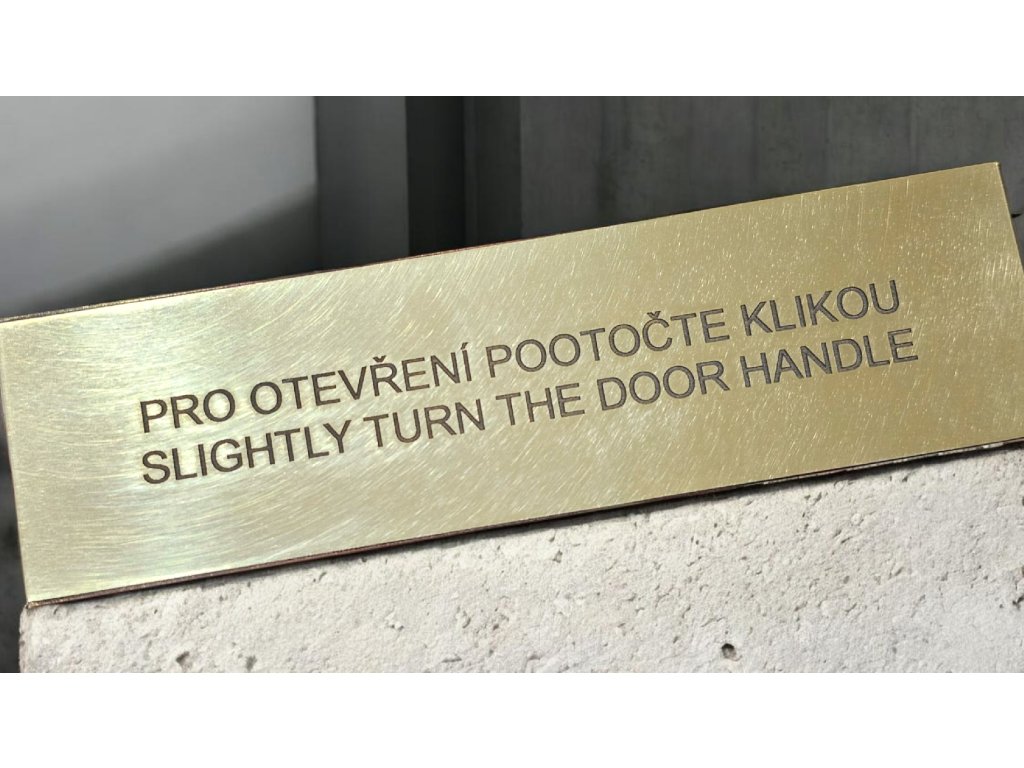 PRO OTEVŘENÍ POOTOČTE KLIKOU
SLIGHTLY TURN THE DOOR HANDLE